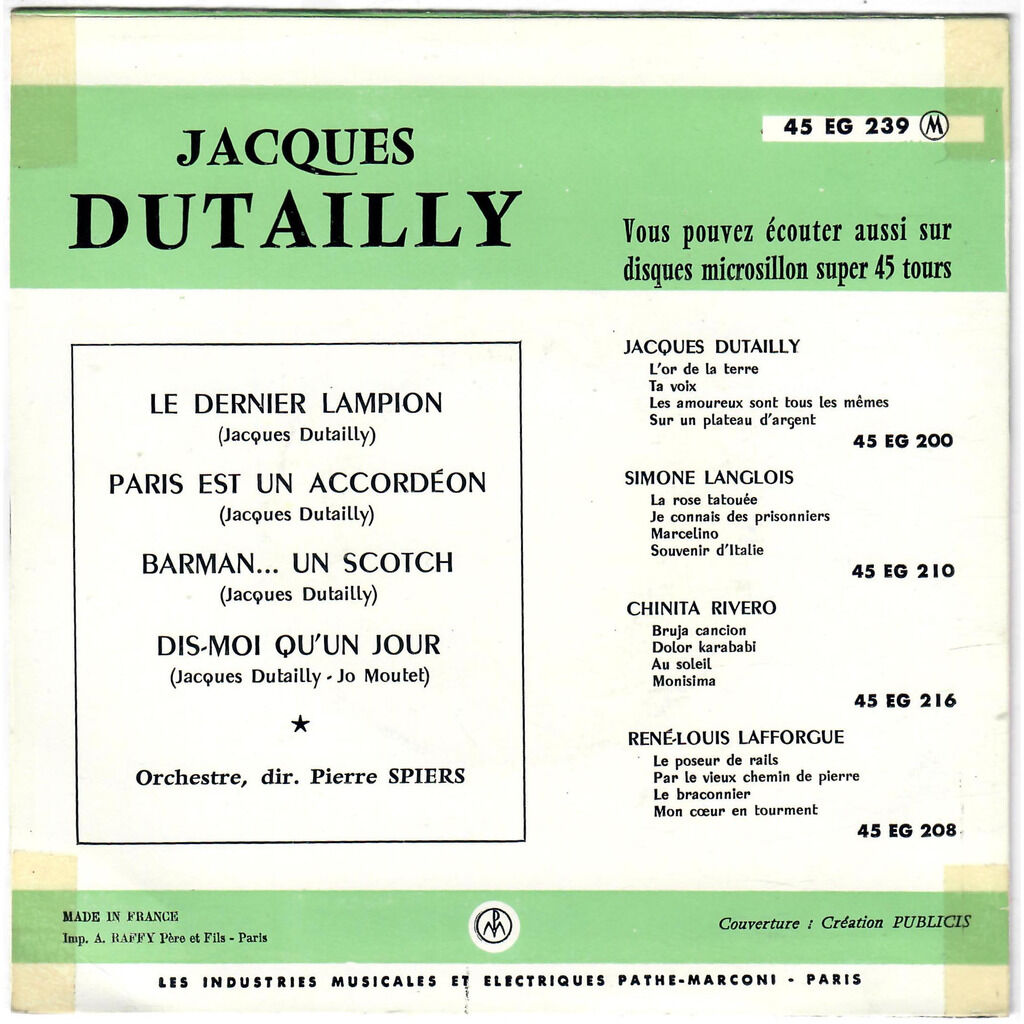 JACQUES
DUTAILLY
45 EG 239 M
Vous pouvez écouter aussi sur
disques microsillon super 45 tours
LE DERNIER LAMPION
(Jacques Dutailly)
PARIS EST UN ACCORDÉON
(Jacques Dutailly)
BARMAN... UN SCOTCH
(Jacques Dutailly)
DIS-MOI QU'UN JOUR
(Jacques Dutailly - Jo Moutet)
Orchestre, dir. Pierre SPIERS
JACQUES DUTAILLY
L'or de la terre
Ta voix
Les amoureux sont tous les mêmes
Sur un plateau d'argent
45 EG 200
SIMONE LANGLOIS
La rose tatouée
Je connais des prisonniers
Marcelino
Souvenir d'Italie
45 EG 210
CHINITA RIVERO
Bruja cancion
Dolor karababi
Au soleil
Monisima
45 EG 216
RENÉ-LOUIS LAFFORGUE
Le poseur de rails
Par le vieux chemin de pierre
Le braconnier
Mon cœur en tourment
45 EG 208
MADE IN FRANCE
Imp. A. RAFFY Père et Fils - Paris
Couverture : Création PUBLICIS
LES INDUSTRIES MUSICALES ET ELECTRIQUES PATHE-MARCONI - PARIS